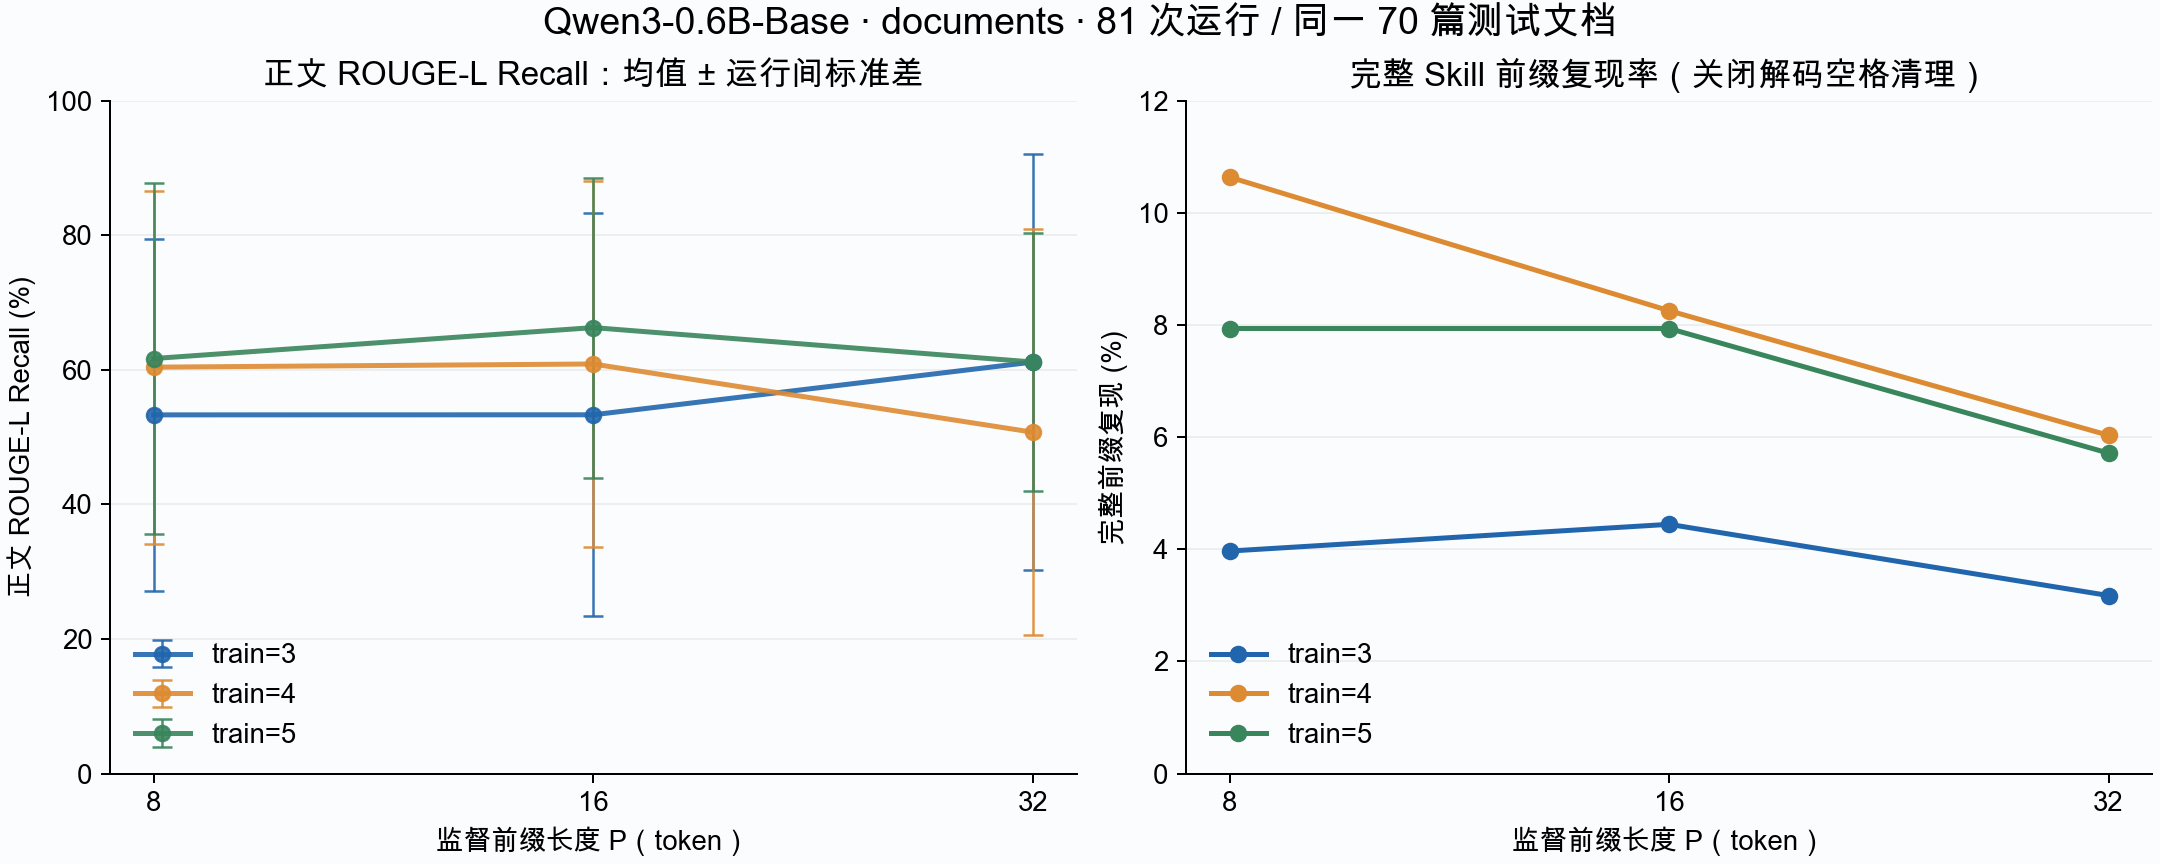 Qwen3-0.6B-Base · documents · 81 次运行 / 同一 70 篇测试文档
正文 ROUGE-L Recall：均值 ± 运行间标准差
100
80
60
40
20
0
正文 ROUGE-L Recall (%)
train=3
train=4
train=5
8
16
32
监督前缀长度 P（token）
完整 Skill 前缀复现率（关闭解码空格清理）
12
10
8
6
4
2
0
完整前缀复现 (%)
train=3
train=4
train=5
8
16
32
监督前缀长度 P（token）